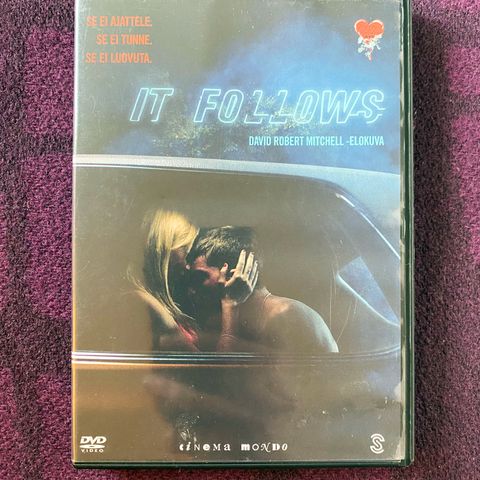 SE EI AJATTELE.
SE EI TUNNE.
SE EI LUOVUTA.
IT FOLLOWS
DAVID ROBERT MITCHELL -ELOKUVA
DVD
VIDEO
CINEMA MONDO
S